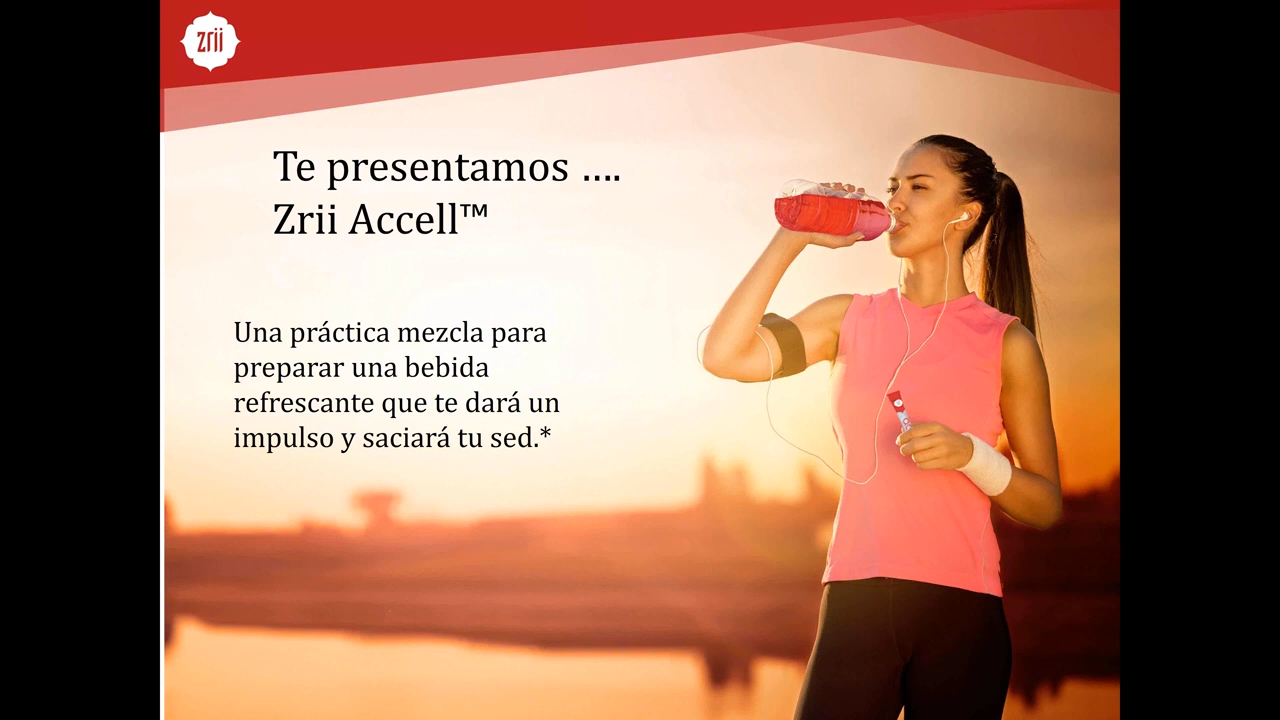 zrii
Te presentamos ....
Zrii Accell™
Una práctica mezcla para
preparar una bebida
refrescante que te dará un
impulso y saciará tu sed.*